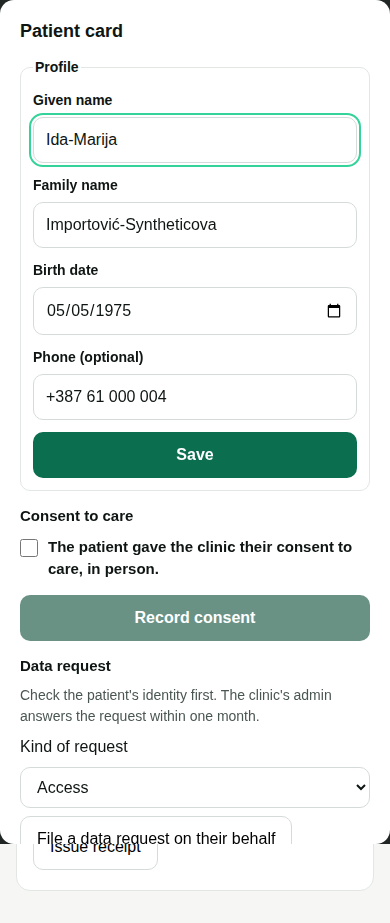 Patient card
Profile
Given name
Ida-Marija
Family name
Importović-Syntheticova
Birth date
05/05/1975
Phone (optional)
+387 61 000 004
Save
Consent to care
The patient gave the clinic their consent to
care, in person.
Record consent
Data request
Check the patient's identity first. The clinic's admin
answers the request within one month.
Kind of request
Access
File a data request on their behalf
Issue receipt